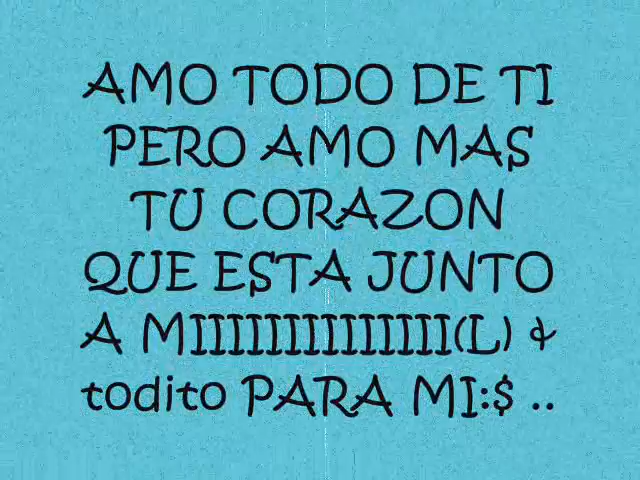 AMO TODO DE TI
PERO AMO MAS
TU CORAZON
QUE ESTA JUNTO
A MIIIIIIIIIIIIII(L) &
todito PARA MI:$ ..